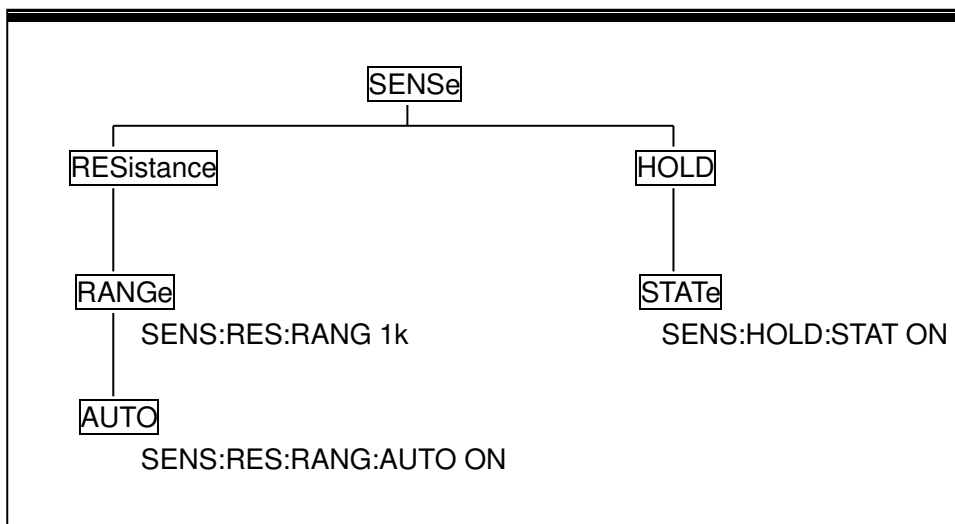 SENSe
RESistance HOLD
RANGe STATe
SENS:RES:RANG 1k SENS:HOLD:STAT ON
AUTO
SENS:RES:RANG:AUTO ON